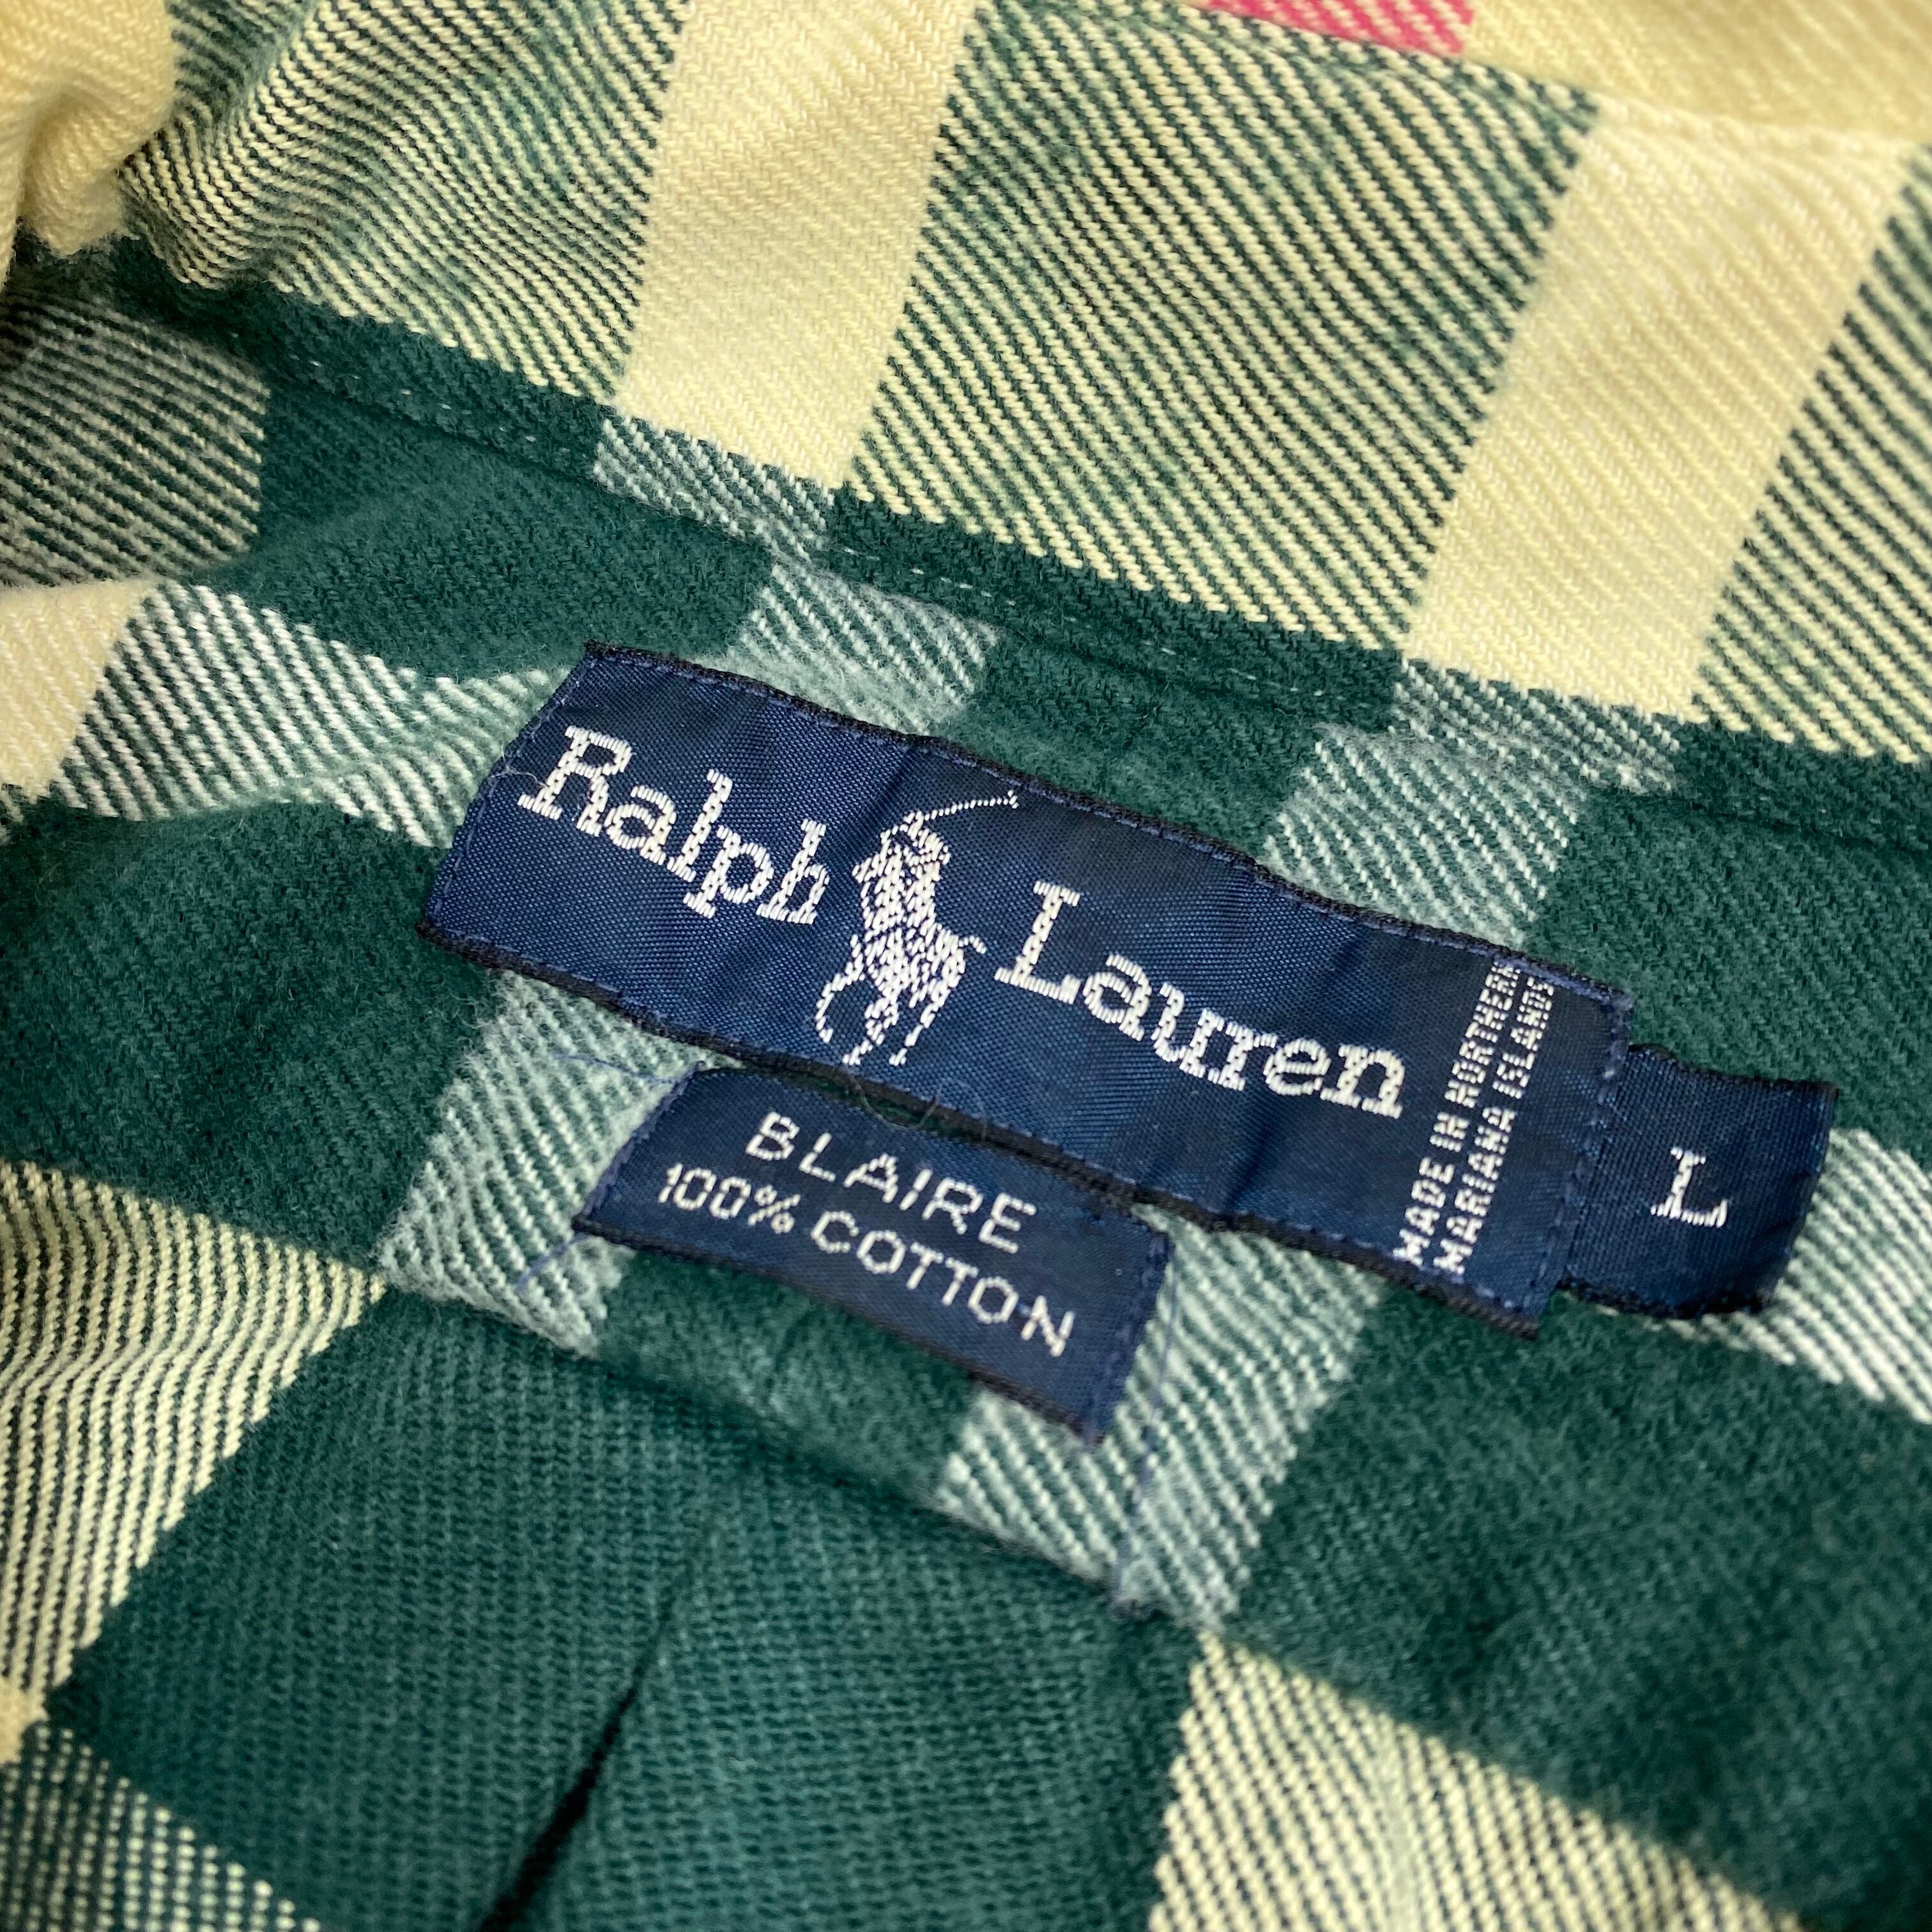 Ralph Lauren
MADE IN NORTHERN
MARIANA ISLANDS
L
BLAIRE
100% COTTON